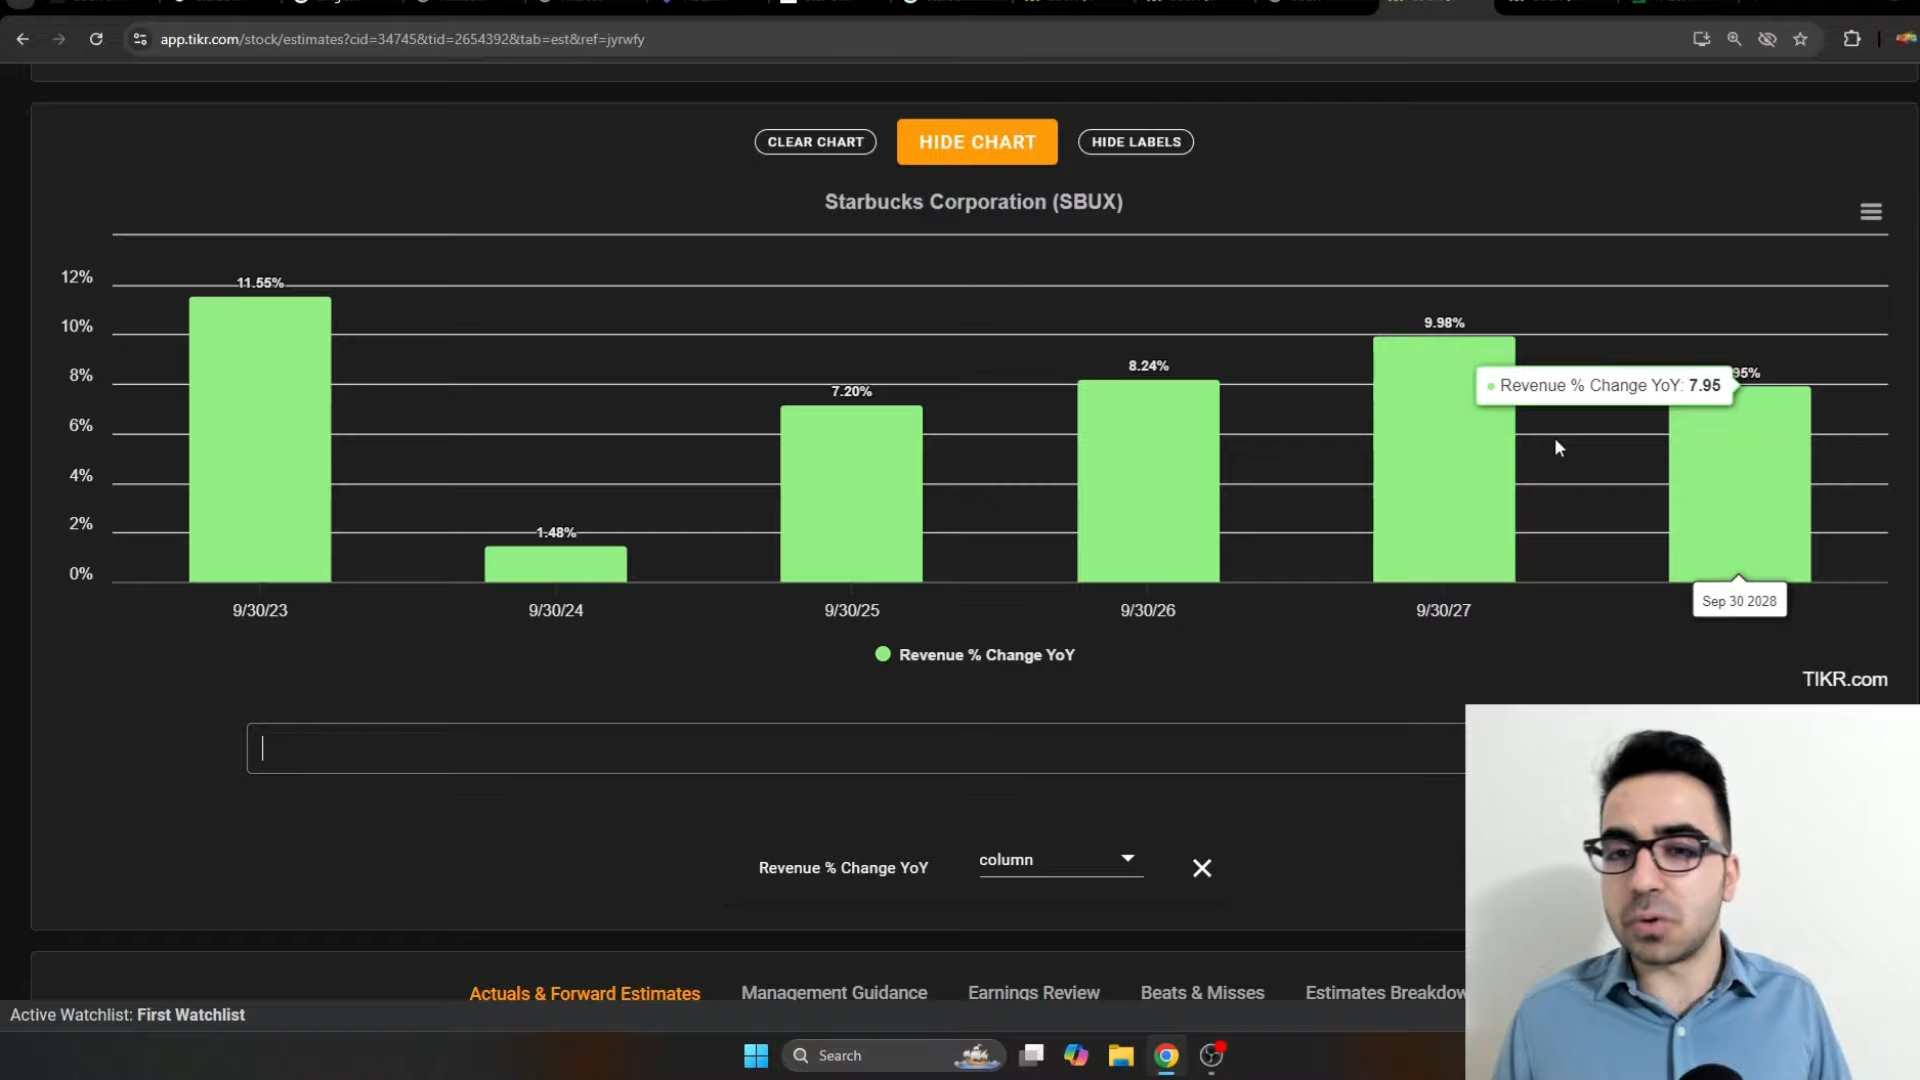 app.tikr.com/stock/estimates?cid=34745&tid=2654392&tab=est&ref=jyrwfy
CLEAR CHART
HIDE CHART
HIDE LABELS
Starbucks Corporation (SBUX)
12%
10%
8%
6%
4%
2%
0%
11.55%
1.48%
7.20%
8.24%
9.98%
95%
Revenue % Change YoY: 7.95
9/30/23
9/30/24
9/30/25
9/30/26
9/30/27
Sep 30 2028
Revenue % Change YoY
TIKR.com
Revenue % Change YoY
column
Actuals & Forward Estimates
Management Guidance
Earnings Review
Beats & Misses
Estimates Breakdow
Active Watchlist: First Watchlist
Search